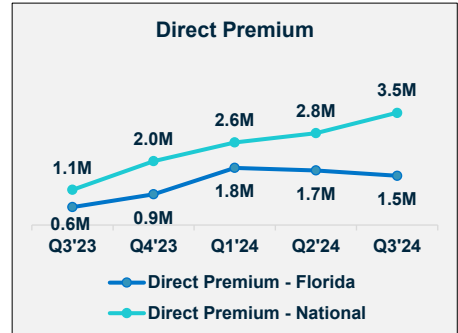 Direct Premium
3.5M
2.8M
2.6M
2.0M
1.1M
1.8M
1.7M
1.5M
0.9M
0.6M
Q3'23 Q4'23 Q1'24 Q2'24 Q3'24
Direct Premium - Florida
Direct Premium - National